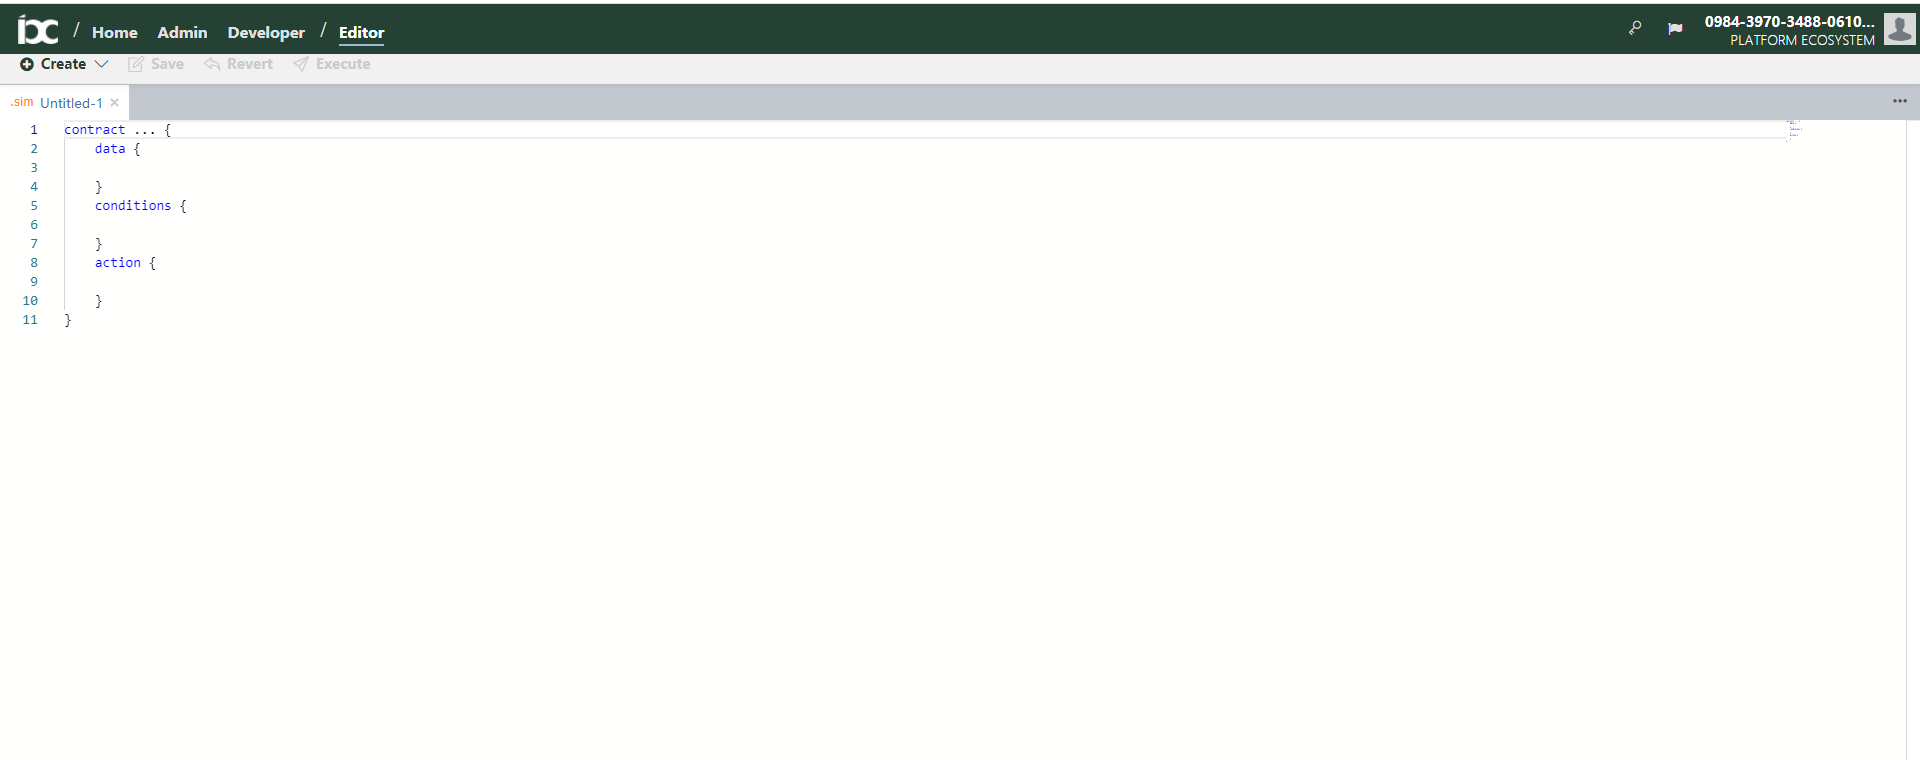 ibc / Home Admin Developer / Editor
0984-3970-3488-0610...
PLATFORM ECOSYSTEM
Create Save Revert Execute
.sim Untitled-1 ×
1 contract ... {
2 data {
3
4 }
5 conditions {
6
7 }
8 action {
9
10 }
11 }